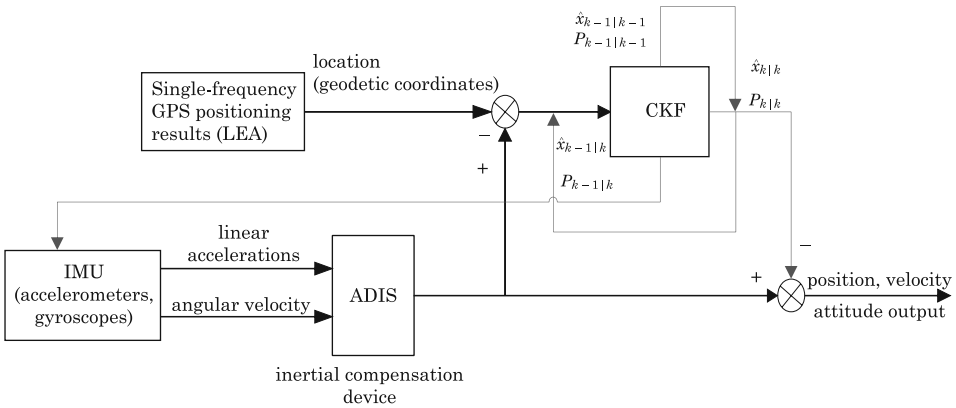 x̂ₖ₋₁|ₖ₋₁
Pₖ₋₁|ₖ₋₁
location
(geodetic coordinates)
Single-frequency
GPS positioning
results (LEA)
CKF
x̂ₖ|ₖ
Pₖ|ₖ
−
+
x̂ₖ₋₁|ₖ
Pₖ₋₁|ₖ
linear
accelerations
IMU
(accelerometers,
gyroscopes)
angular velocity
ADIS
−
+
position, velocity
attitude output
inertial compensation
device